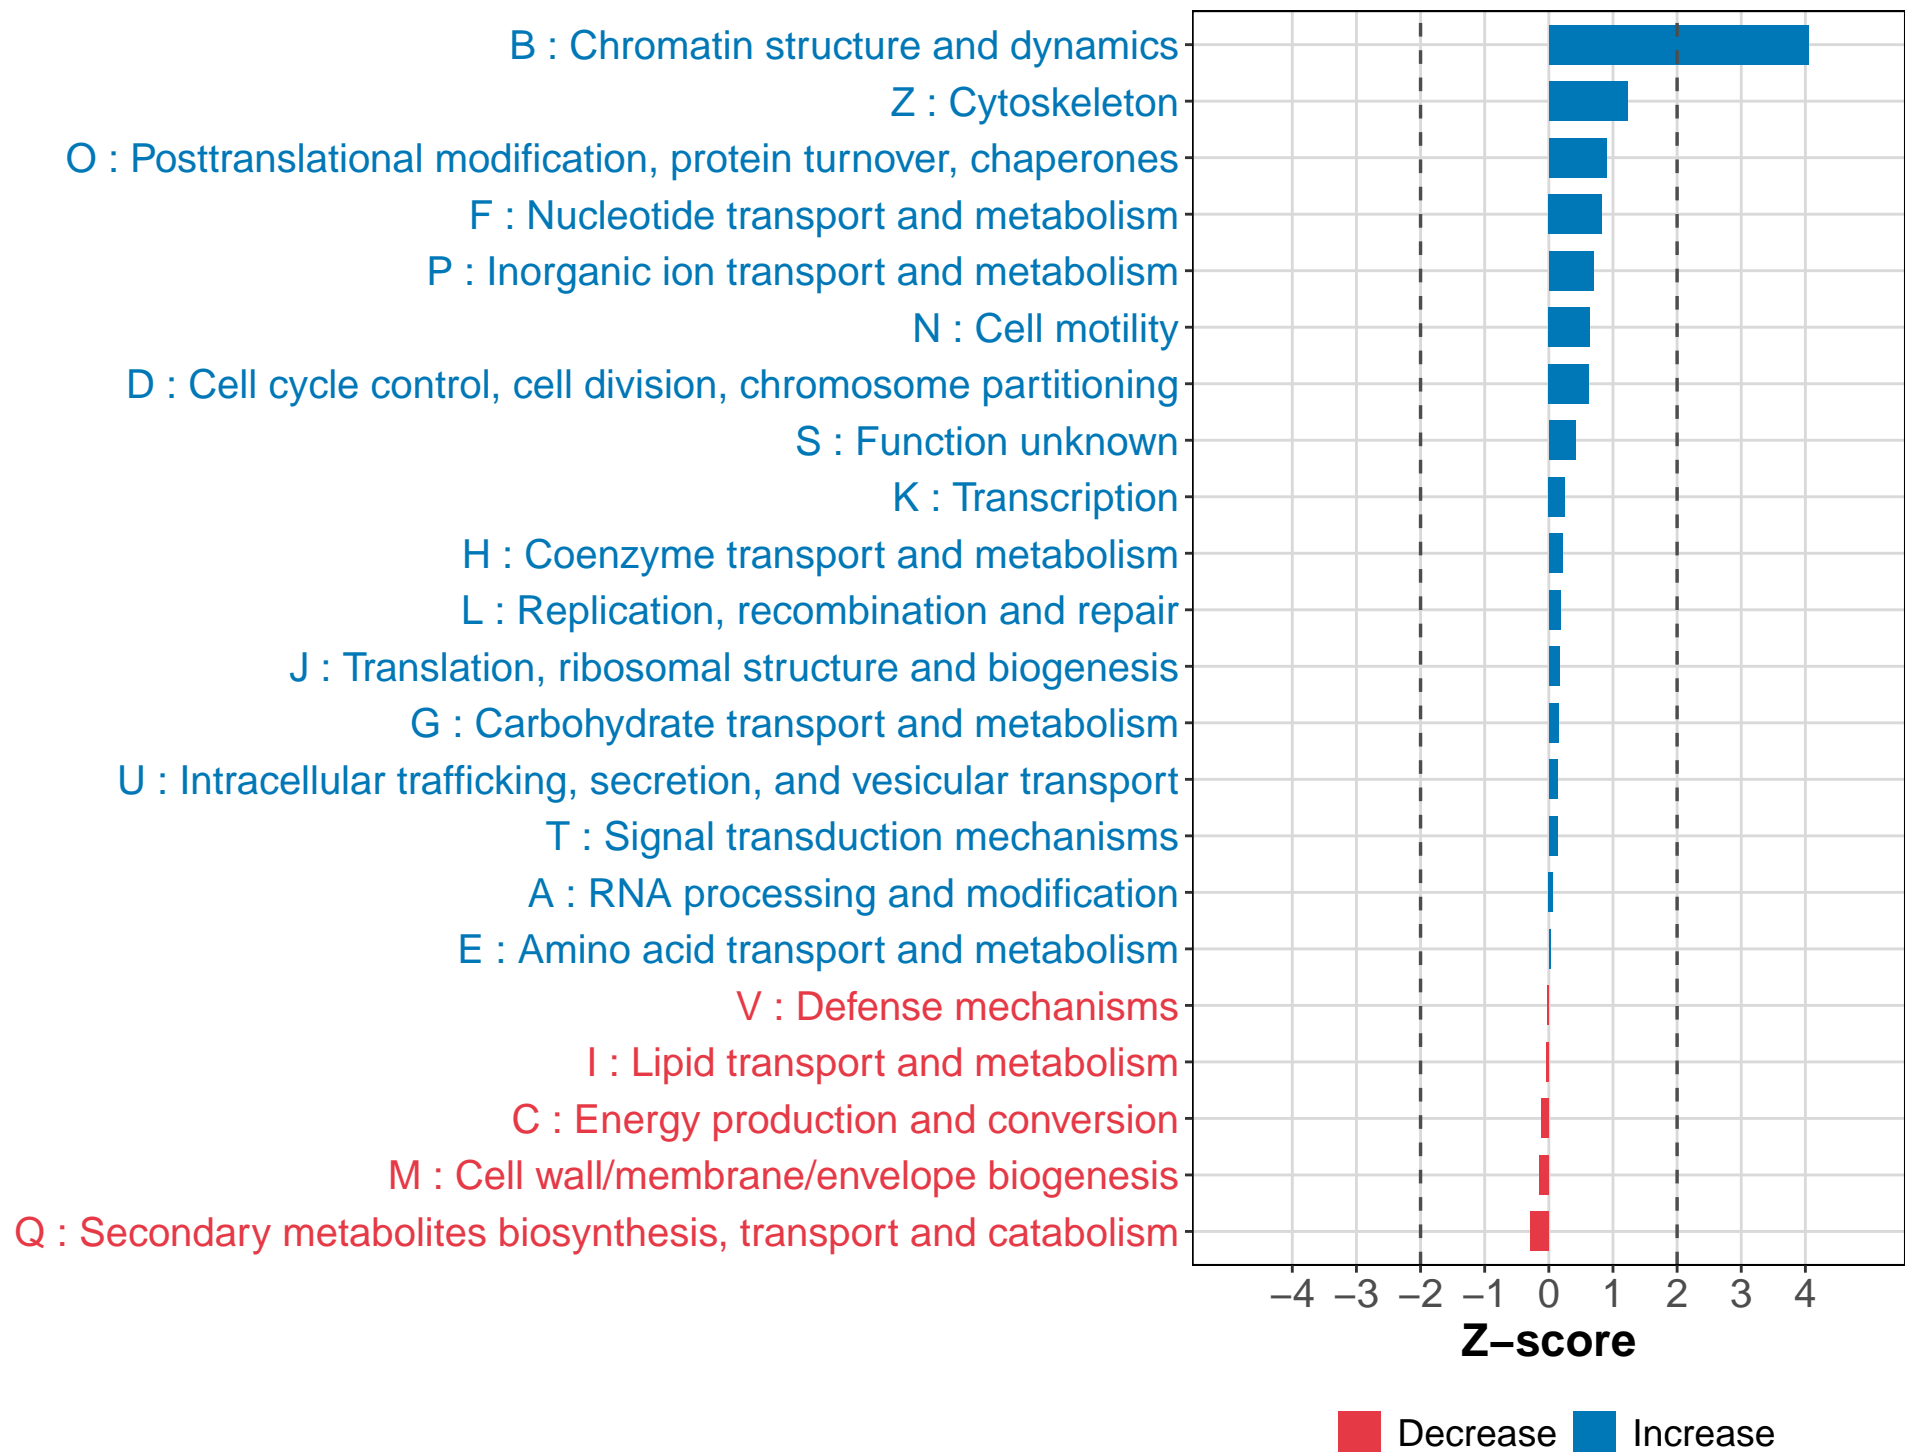 B : Chromatin structure and dynamics
Z : Cytoskeleton
O : Posttranslational modification, protein turnover, chaperones
F : Nucleotide transport and metabolism
P : Inorganic ion transport and metabolism
N : Cell motility
D : Cell cycle control, cell division, chromosome partitioning
S : Function unknown
K : Transcription
H : Coenzyme transport and metabolism
L : Replication, recombination and repair
J : Translation, ribosomal structure and biogenesis
G : Carbohydrate transport and metabolism
U : Intracellular trafficking, secretion, and vesicular transport
T : Signal transduction mechanisms
A : RNA processing and modification
E : Amino acid transport and metabolism
V : Defense mechanisms
I : Lipid transport and metabolism
C : Energy production and conversion
M : Cell wall/membrane/envelope biogenesis
Q : Secondary metabolites biosynthesis, transport and catabolism
−4 −3 −2 −1 0 1 2 3 4
Z−score
Decrease Increase